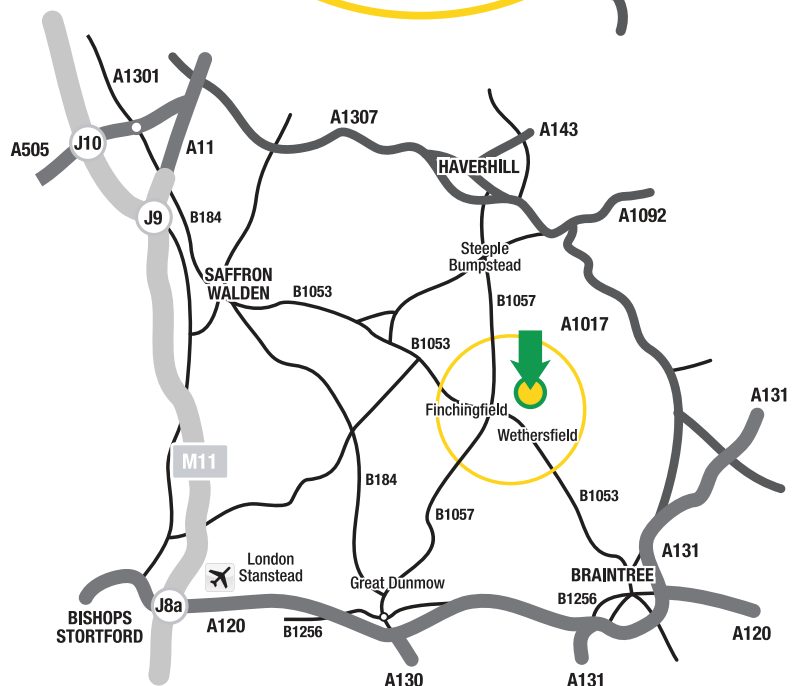 A1301
A1307
A143
J10
A505
A11
HAVERHILL
J9
B184
A1092
Steeple
Bumpstead
SAFFRON
WALDEN
B1053
B1057
A1017
B1053
A131
Finchingfield
Wethersfield
M11
B184
B1053
B1057
A131
London
Stanstead
Great Dunmow
BRAINTREE
J8a
B1256
BISHOPS
STORTFORD
A120
B1256
A120
A130
A131